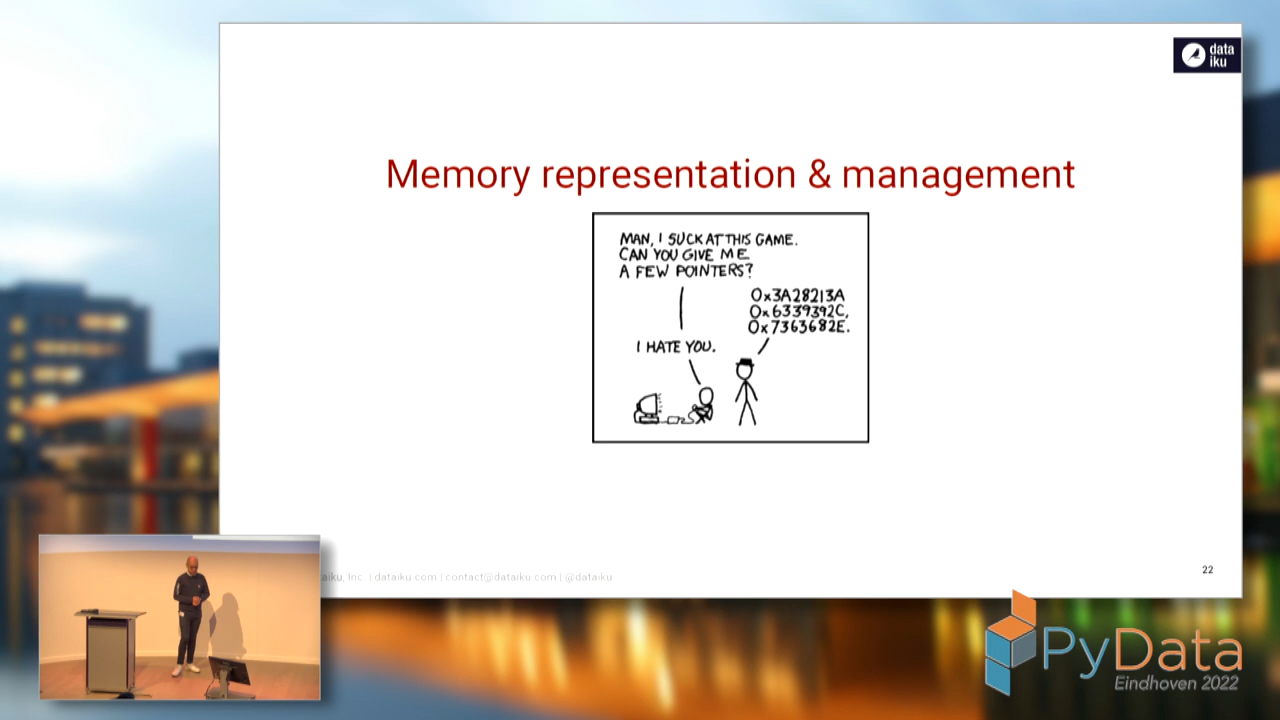 data
iku
Memory representation & management
MAN, I SUCK AT THIS GAME.
CAN YOU GIVE ME
A FEW POINTERS?
0x3A28213A
0x6339392C,
0x7363682E.
I HATE YOU.
aiku, Inc. | dataiku.com | contact@dataiku.com | @dataiku
22
PyData
Eindhoven 2022